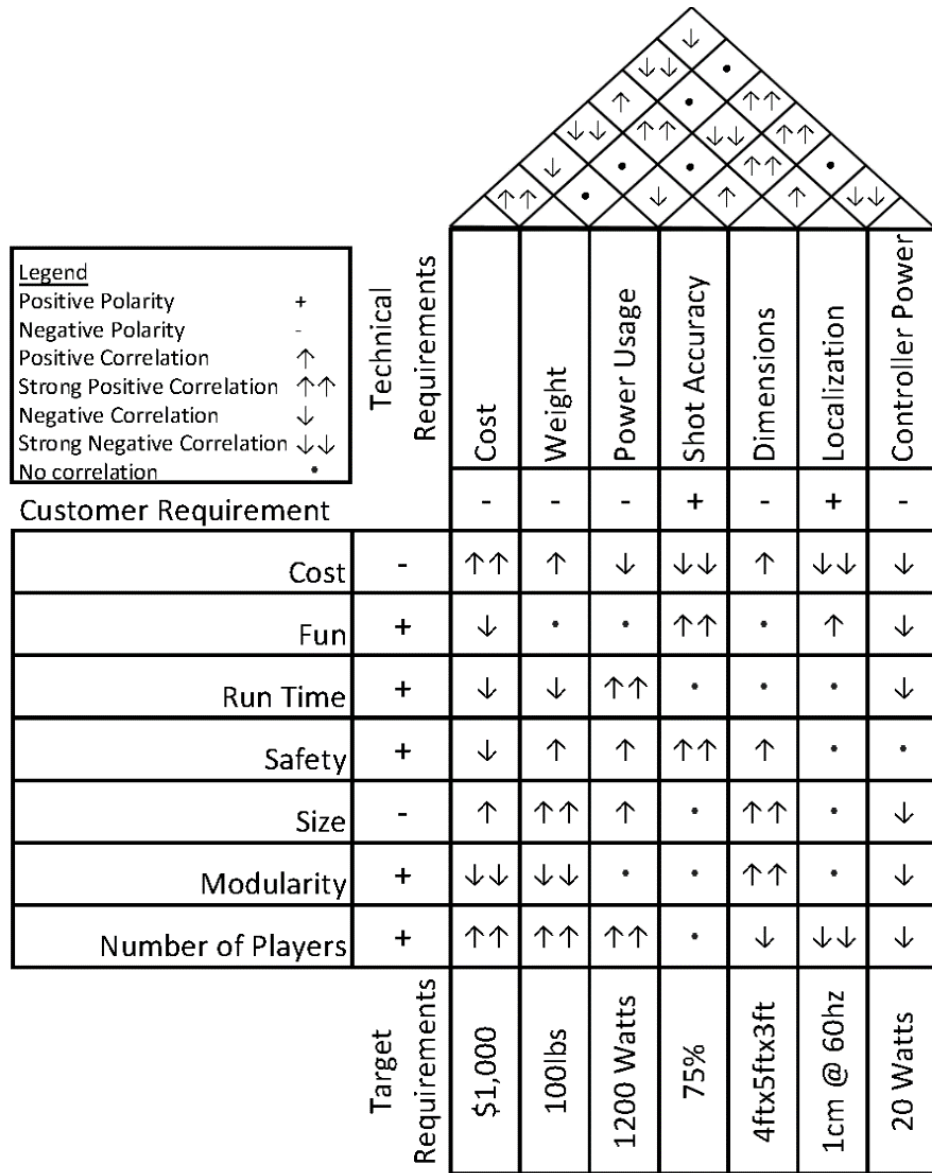 ↓
↓↓ •
↑ • ↑↑
↓↓ ↑↑ ↓↓ ↑↑
↓ • • ↑↑ •
↑↑ • ↓ ↑ ↑ ↓↓
Legend
Positive Polarity +
Negative Polarity -
Positive Correlation ↑
Strong Positive Correlation ↑↑
Negative Correlation ↓
Strong Negative Correlation ↓↓
No correlation •
Technical
Requirements
Cost
Weight
Power Usage
Shot Accuracy
Dimensions
Localization
Controller Power
Customer Requirement - - - + - + -
Cost - ↑↑ ↑ ↓ ↓↓ ↑ ↓↓ ↓
Fun + ↓ • • ↑↑ • ↑ ↓
Run Time + ↓ ↓ ↑↑ • • • ↓
Safety + ↓ ↑ ↑ ↑↑ ↑ • •
Size - ↑ ↑↑ ↑ • ↑↑ • ↓
Modularity + ↓↓ ↓↓ • • ↑↑ • ↓
Number of Players + ↑↑ ↑↑ ↑↑ • ↓ ↓↓ ↓
Target
Requirements
$1,000
100lbs
1200 Watts
75%
4ftx5ftx3ft
1cm @ 60hz
20 Watts